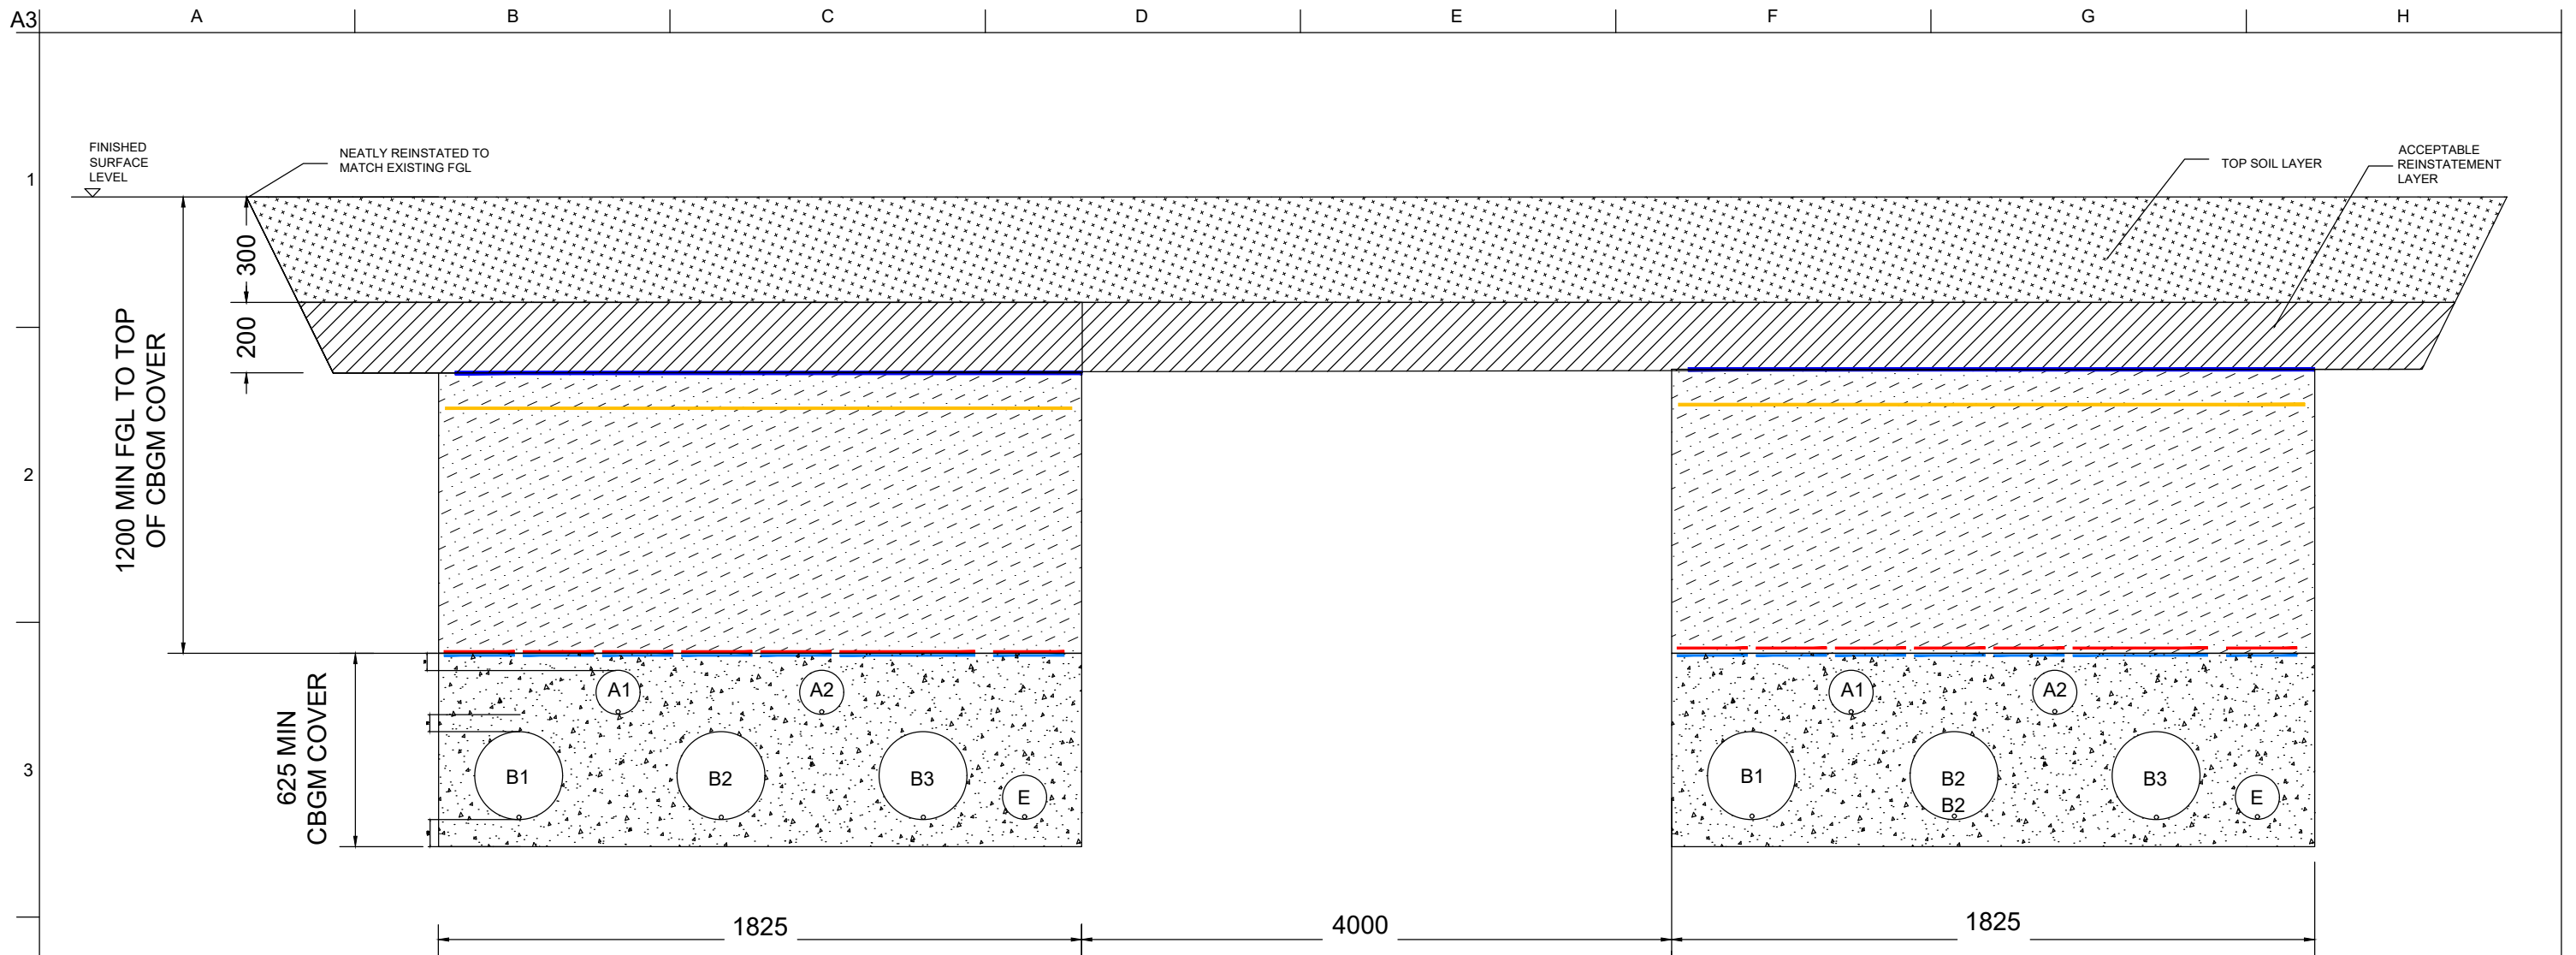 A3
A
B
C
D
E
F
G
H
1
2
3
FINISHED
SURFACE
LEVEL
NEATLY REINSTATED TO
MATCH EXISTING FGL
TOP SOIL LAYER
ACCEPTABLE
REINSTATEMENT
LAYER
300
200
1200 MIN FGL TO TOP
OF CBGM COVER
625 MIN
CBGM COVER
A1
A2
B1
B2
B3
E
A1
A2
B1
B2
B2
B3
E
1825
4000
1825